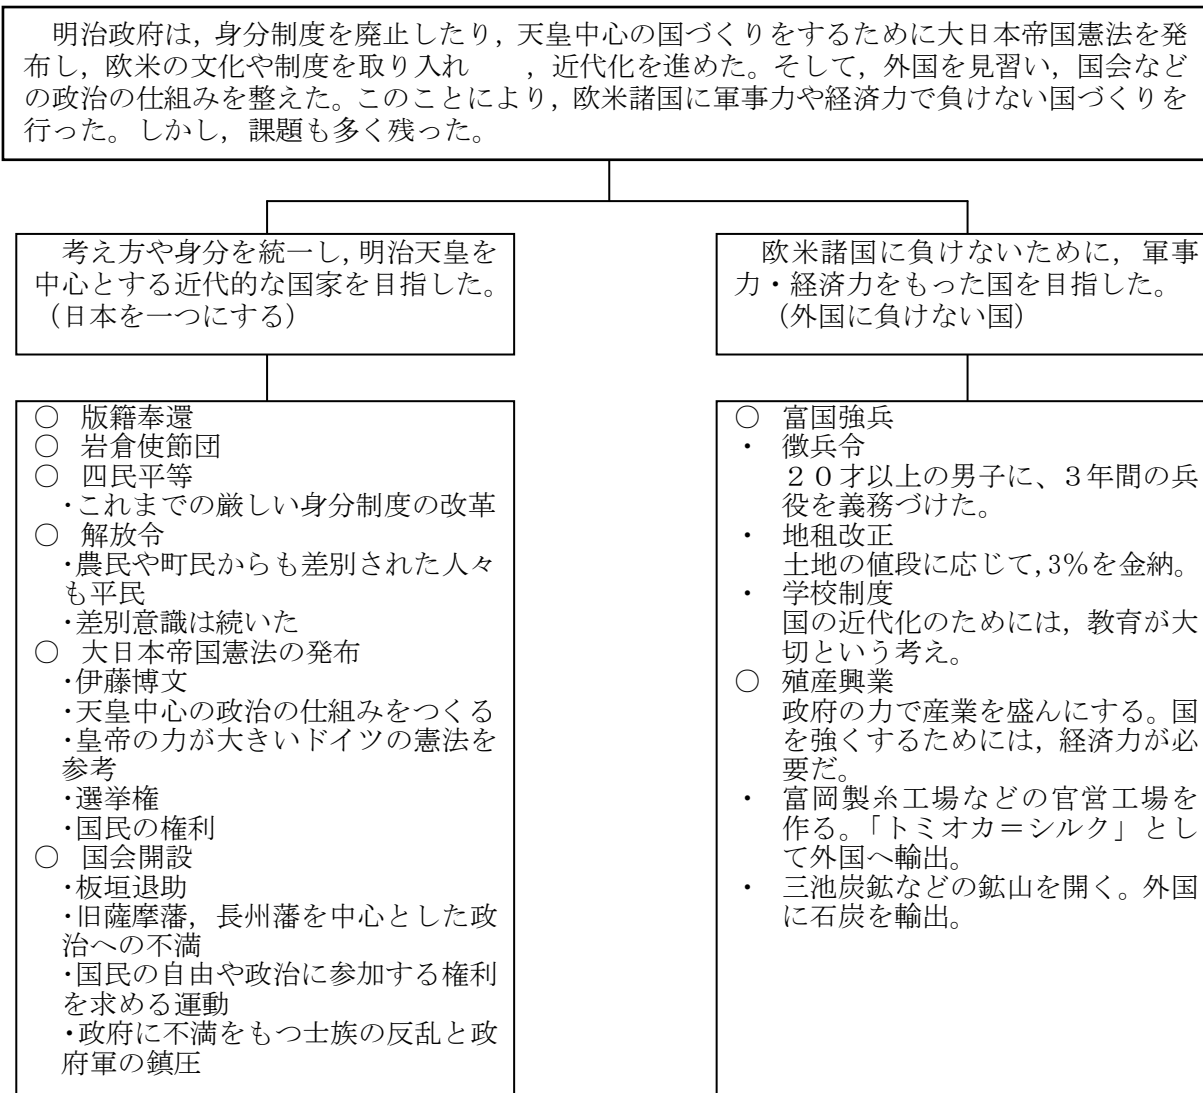 明治政府は，身分制度を廃止したり，天皇中心の国づくりをするために大日本帝国憲法を発
布し，欧米の文化や制度を取り入れ　　，近代化を進めた。そして，外国を見習い，国会など
の政治の仕組みを整えた。このことにより，欧米諸国に軍事力や経済力で負けない国づくりを
行った。しかし，課題も多く残った。
考え方や身分を統一し，明治天皇を
中心とする近代的な国家を目指した。
（日本を一つにする）
○　版籍奉還
○　岩倉使節団
○　四民平等
・これまでの厳しい身分制度の改革
○　解放令
・農民や町民からも差別された人々
も平民
・差別意識は続いた
○　大日本帝国憲法の発布
・伊藤博文
・天皇中心の政治の仕組みをつくる
・皇帝の力が大きいドイツの憲法を
参考
・選挙権
・国民の権利
○　国会開設
・板垣退助
・旧薩摩藩，長州藩を中心とした政
治への不満
・国民の自由や政治に参加する権利
を求める運動
・政府に不満をもつ士族の反乱と政
府軍の鎮圧
欧米諸国に負けないために，軍事
力・経済力をもった国を目指した。
（外国に負けない国）
○　富国強兵
・　徴兵令
２０才以上の男子に、３年間の兵
役を義務づけた。
・　地租改正
土地の値段に応じて，3％を金納。
・　学校制度
国の近代化のためには，教育が大
切という考え。
○　殖産興業
政府の力で産業を盛んにする。国
を強くするためには，経済力が必
要だ。
・　富岡製糸工場などの官営工場を
作る。「トミオカ＝シルク」とし
て外国へ輸出。
・　三池炭鉱などの鉱山を開く。外国
に石炭を輸出。